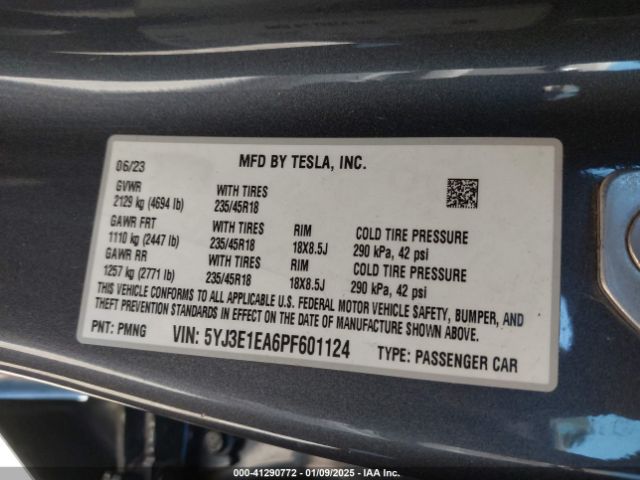 06/23 MFD BY TESLA, INC.
GVWR WITH TIRES
2129 kg (4694 lb) 235/45R18
GAWR FRT WITH TIRES RIM COLD TIRE PRESSURE
1110 kg (2447 lb) 235/45R18 18X8.5J 290 kPa, 42 psi
GAWR RR WITH TIRES RIM COLD TIRE PRESSURE
1257 kg (2771 lb) 235/45R18 18X8.5J 290 kPa, 42 psi
THIS VEHICLE CONFORMS TO ALL APPLICABLE U.S. FEDERAL MOTOR VEHICLE SAFETY, BUMPER, AND
THEFT PREVENTION STANDARDS IN EFFECT ON THE DATE OF MANUFACTURE SHOWN ABOVE.
PNT: PMNG VIN: 5YJ3E1EA6PF601124 TYPE: PASSENGER CAR
000-41290772 — 01/09/2025 — IAA Inc.